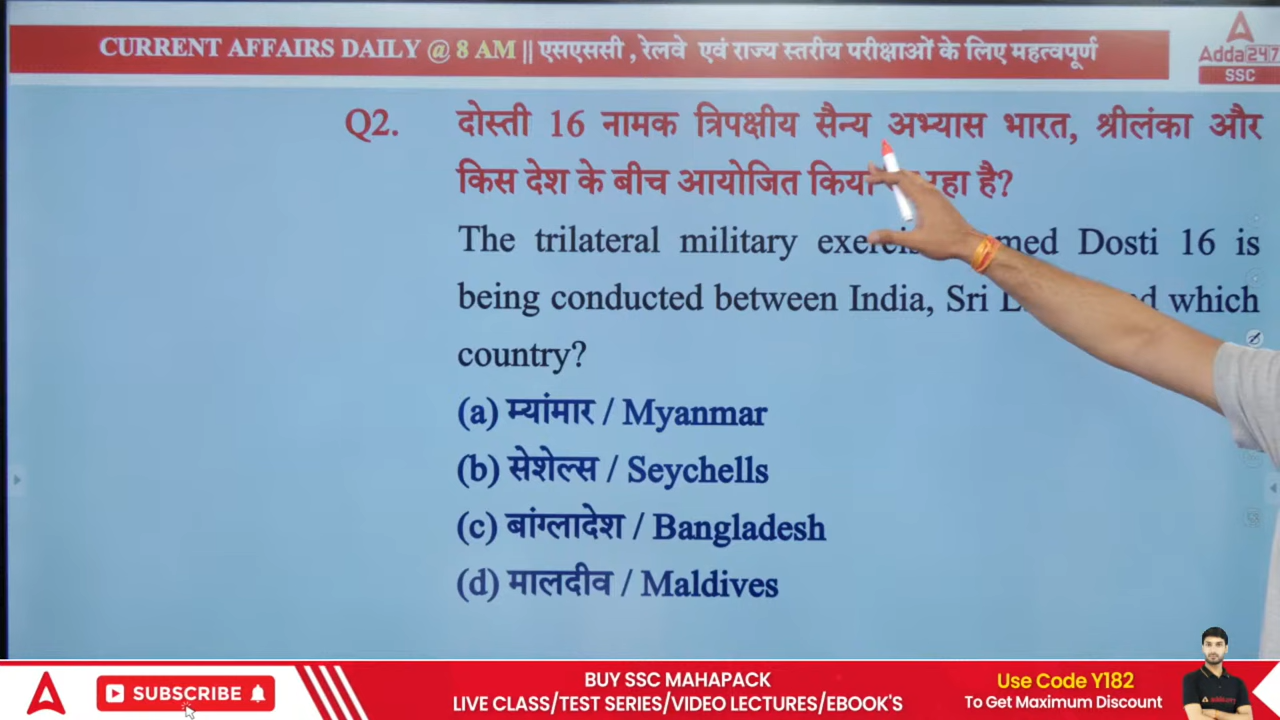 CURRENT AFFAIRS DAILY @ 8 AM || एसएससी , रेलवे एवं राज्य स्तरीय परीक्षाओं के लिए महत्वपूर्ण
Adda247
SSC
Q2. दोस्ती 16 नामक त्रिपक्षीय सैन्य अभ्यास भारत, श्रीलंका और
किस देश के बीच आयोजित किया रहा है?
The trilateral military Dosti 16 is
being conducted between India, Sri which
country?
(a) म्यांमार / Myanmar
(b) सेशेल्स / Seychells
(c) बांग्लादेश / Bangladesh
(d) मालदीव / Maldives
SUBSCRIBE
BUY SSC MAHAPACK
LIVE CLASS/TEST SERIES/VIDEO LECTURES/EBOOK'S
Use Code Y182
To Get Maximum Discount